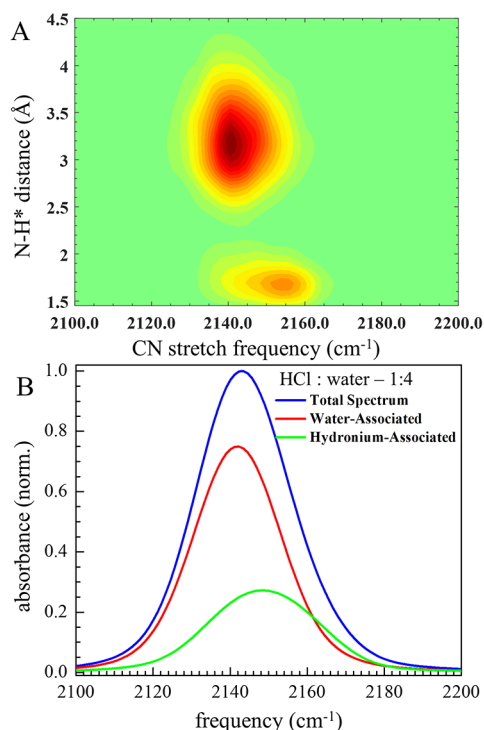 A
4.5
3.5
3
2
1.5
N-H* distance (Å)
2100.0 2120.0 2140.0 2160.0 2180.0 2200.0
CN stretch frequency (cm-1)
B
HCl : water – 1:4
Total Spectrum
Water-Associated
Hydronium-Associated
1.0
0.8
0.6
0.4
0.2
0.0
absorbance (norm.)
2100 2120 2140 2160 2180 2200
frequency (cm-1)